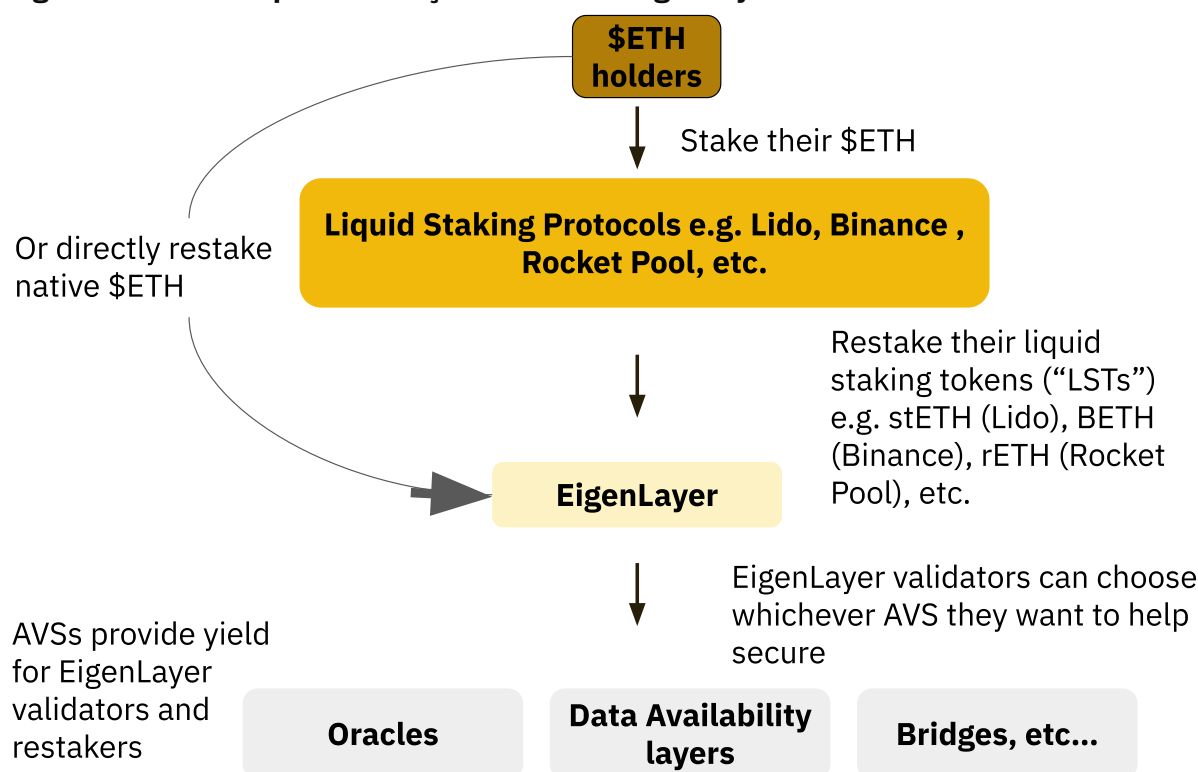 $ETH
holders
Stake their $ETH
Liquid Staking Protocols e.g. Lido, Binance ,
Rocket Pool, etc.
Or directly restake
native $ETH
Restake their liquid
staking tokens (“LSTs”)
e.g. stETH (Lido), BETH
(Binance), rETH (Rocket
Pool), etc.
EigenLayer
EigenLayer validators can choose
whichever AVS they want to help
secure
AVSs provide yield
for EigenLayer
validators and
restakers
Oracles
Data Availability
layers
Bridges, etc...